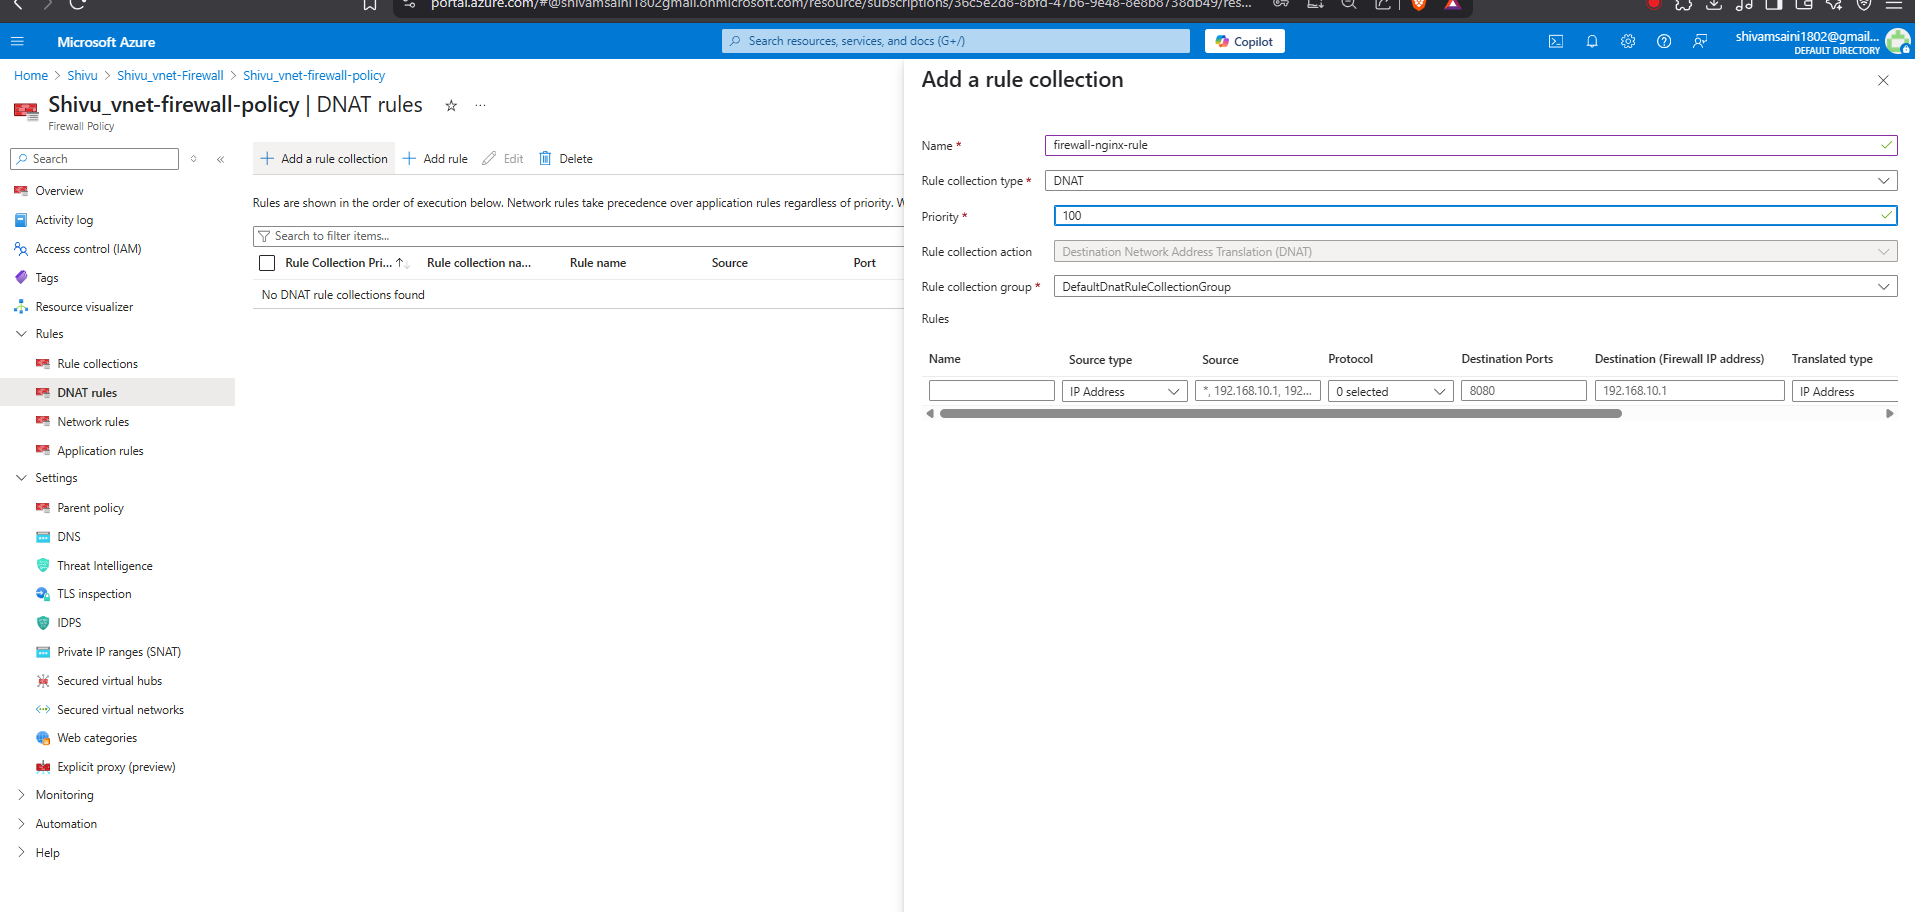 portal.azure.com/#@shivamsaini1802gmail.onmicrosoft.com/resource/subscriptions/36c5e2d8-8bfd-47b6-9e48-8e8b8738db49/res...
Microsoft Azure
Search resources, services, and docs (G+/)
Copilot
shivamsaini1802@gmail....
DEFAULT DIRECTORY
Home > Shivu > Shivu_vnet-Firewall > Shivu_vnet-firewall-policy
Shivu_vnet-firewall-policy | DNAT rules ...
Firewall Policy
Search
Overview
Activity log
Access control (IAM)
Tags
Resource visualizer
Rules
Rule collections
DNAT rules
Network rules
Application rules
Settings
Parent policy
DNS
Threat Intelligence
TLS inspection
IDPS
Private IP ranges (SNAT)
Secured virtual hubs
Secured virtual networks
Web categories
Explicit proxy (preview)
Monitoring
Automation
Help
Add a rule collection Add rule Edit Delete
Rules are shown in the order of execution below. Network rules take precedence over application rules regardless of priority. W
Search to filter items...
Rule Collection Pri... Rule collection na... Rule name Source Port
No DNAT rule collections found
Add a rule collection
Name * firewall-nginx-rule
Rule collection type * DNAT
Priority * 100
Rule collection action Destination Network Address Translation (DNAT)
Rule collection group * DefaultDnatRuleCollectionGroup
Rules
Name Source type Source Protocol Destination Ports Destination (Firewall IP address) Translated type
IP Address *, 192.168.10.1, 192... 0 selected 8080 192.168.10.1 IP Address